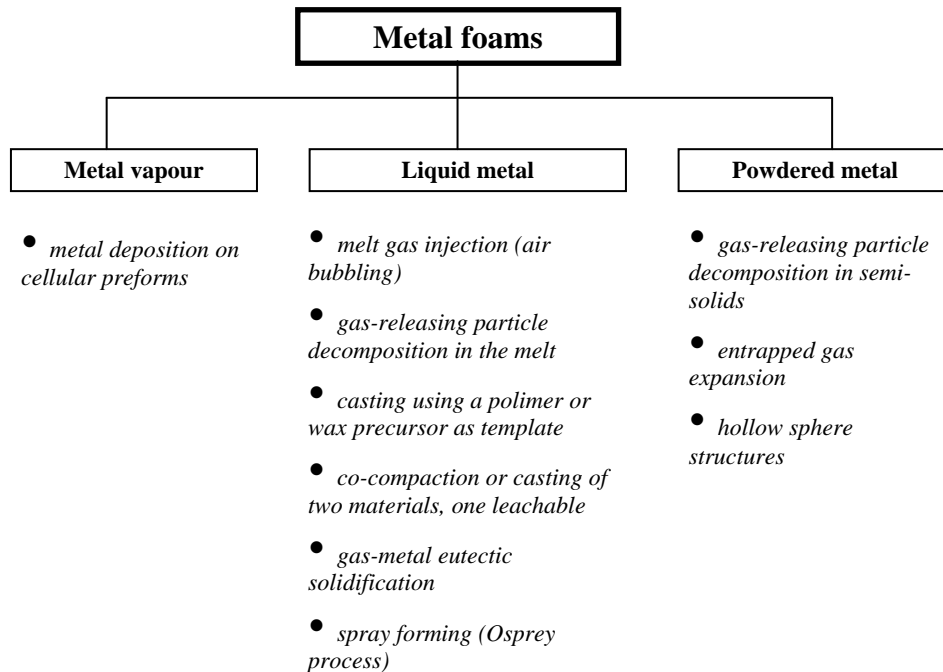 Metal foams
Metal vapour
• metal deposition on
cellular preforms
Liquid metal
• melt gas injection (air
bubbling)
• gas-releasing particle
decomposition in the melt
• casting using a polimer or
wax precursor as template
• co-compaction or casting of
two materials, one leachable
• gas-metal eutectic
solidification
• spray forming (Osprey
process)
Powdered metal
• gas-releasing particle
decomposition in semi-
solids
• entrapped gas
expansion
• hollow sphere
structures